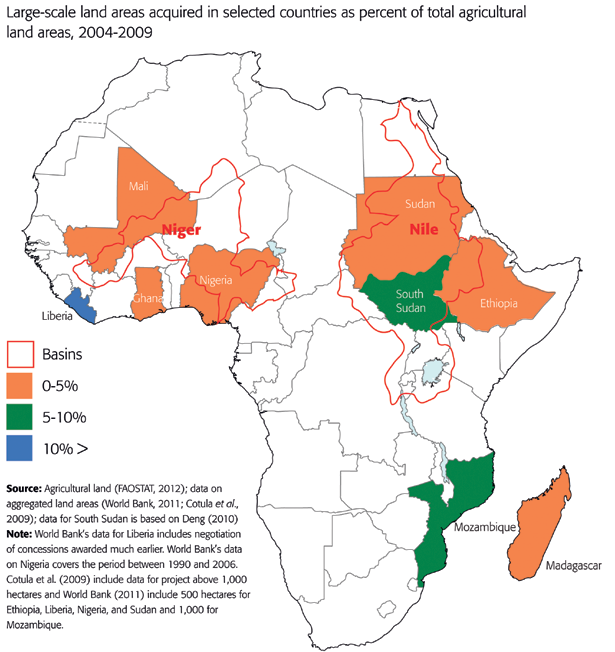 Large-scale land areas acquired in selected countries as percent of total agricultural
land areas, 2004-2009
Mali
Niger
Sudan
Nile
Nigeria
Ghana
South
Sudan
Ethiopia
Liberia
Basins
0-5%
5-10%
10% >
Mozambique
Madagascar
Source: Agricultural land (FAOSTAT, 2012); data on
aggregated land areas (World Bank, 2011; Cotula et al.,
2009); data for South Sudan is based on Deng (2010)
Note: World Bank's data for Liberia includes negotiation
of concessions awarded much earlier. World Bank's data
on Nigeria covers the period between 1990 and 2006.
Cotula et al. (2009) include data for project above 1,000
hectares and World Bank (2011) include 500 hectares for
Ethiopia, Liberia, Nigeria, and Sudan and 1,000 for
Mozambique.